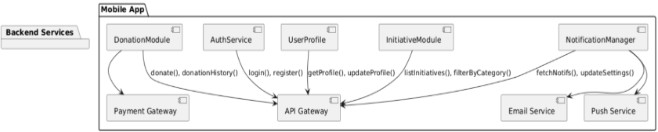 Mobile App
Backend Services
DonationModule
AuthService
UserProfile
InitiativeModule
NotificationManager
donate(), donationHistory()
login(), register()
getProfile(), updateProfile()
listInitiatives(), filterByCategory()
fetchNotifs(), updateSettings()
Payment Gateway
API Gateway
Email Service
Push Service